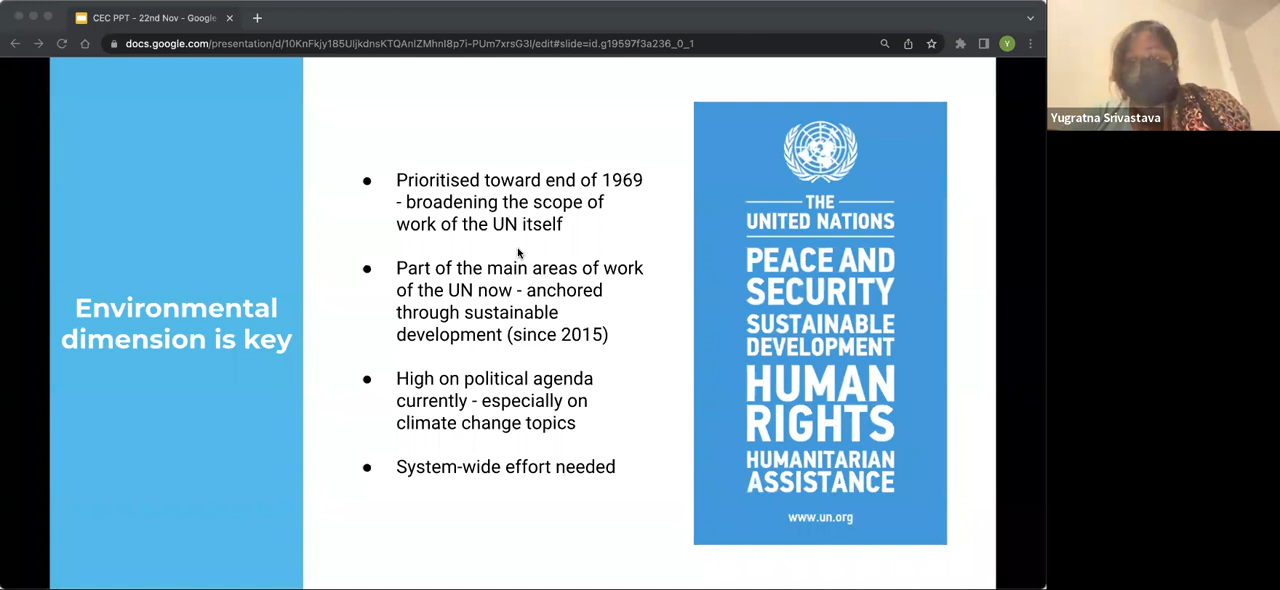 CEC PPT - 22nd Nov - Google
docs.google.com/presentation/d/10KnFkjy185UljkdnsKTQAnIZMhnI8p7i-PUm7xrsG3I/edit#slide=id.g19597f3a236_0_1
Y
Yugratna Srivastava
Environmental
dimension is key
● Prioritised toward end of 1969
- broadening the scope of
work of the UN itself
● Part of the main areas of work
of the UN now - anchored
through sustainable
development (since 2015)
● High on political agenda
currently - especially on
climate change topics
● System-wide effort needed
THE
UNITED NATIONS
PEACE AND
SECURITY
SUSTAINABLE
DEVELOPMENT
HUMAN
RIGHTS
HUMANITARIAN
ASSISTANCE
www.un.org